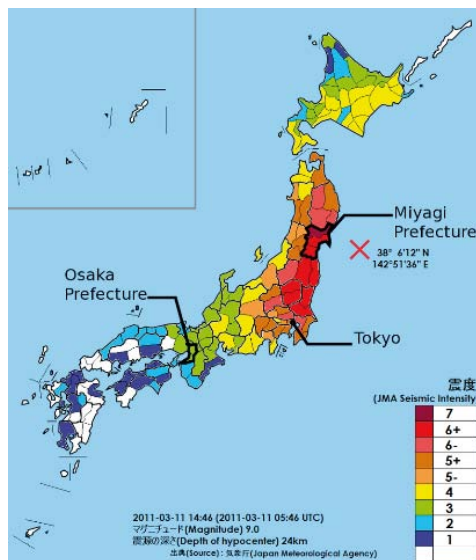 Miyagi
Prefecture
38° 6'12" N
142°51'36" E
Osaka
Prefecture
Tokyo
震度
(JMA Seismic Intensity)
7
6+
6-
5+
5-
4
3
2
1
2011-03-11 14:46 (2011-03-11 05:46 UTC)
マグニチュード(Magnitude) 9.0
震源の深さ(Depth of hypocenter) 24km
出典(Source) : 気象庁(Japan Meteorological Agency)